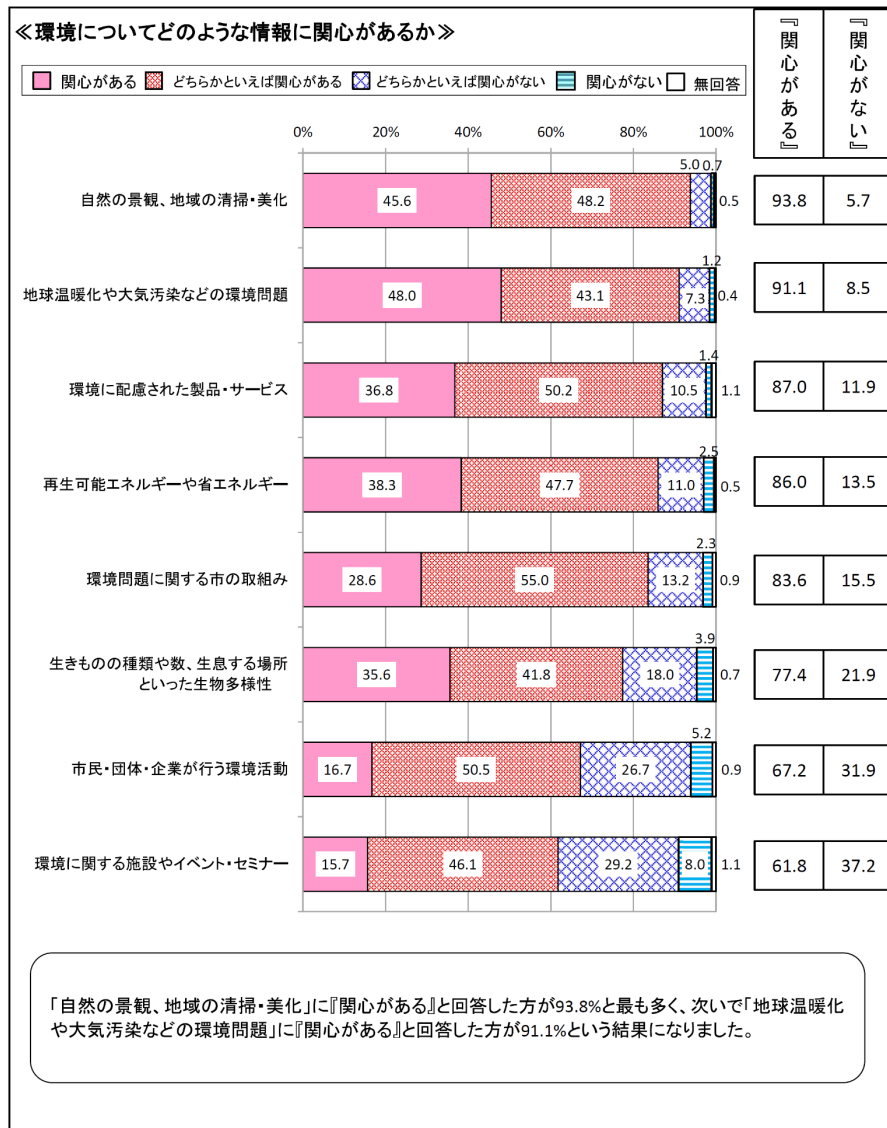 ≪環境についてどのような情報に関心があるか≫
『関心がある』
『関心がない』
関心がある どちらかといえば関心がある どちらかといえば関心がない 関心がない 無回答
0% 20% 40% 60% 80% 100%
自然の景観、地域の清掃・美化 45.6 48.2 5.0 0.7 0.5 93.8 5.7
地球温暖化や大気汚染などの環境問題 48.0 43.1 7.3 1.2 0.4 91.1 8.5
環境に配慮された製品・サービス 36.8 50.2 10.5 1.4 1.1 87.0 11.9
再生可能エネルギーや省エネルギー 38.3 47.7 11.0 2.5 0.5 86.0 13.5
環境問題に関する市の取組み 28.6 55.0 13.2 2.3 0.9 83.6 15.5
生きものの種類や数、生息する場所
といった生物多様性 35.6 41.8 18.0 3.9 0.7 77.4 21.9
市民・団体・企業が行う環境活動 16.7 50.5 26.7 5.2 0.9 67.2 31.9
環境に関する施設やイベント・セミナー 15.7 46.1 29.2 8.0 1.1 61.8 37.2
「自然の景観、地域の清掃・美化」に『関心がある』と回答した方が93.8%と最も多く、次いで「地球温暖化
や大気汚染などの環境問題」に『関心がある』と回答した方が91.1%という結果になりました。